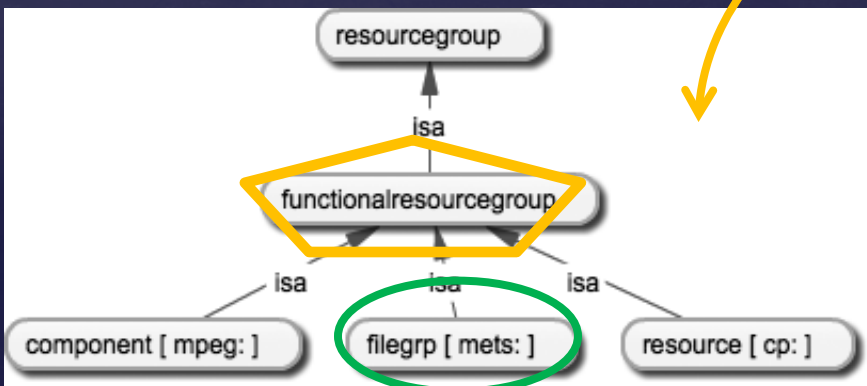 resourcegroup
isa
functionalresourcegroup
isa
isa
isa
component [ mpeg: ]
filegrp [ mets: ]
resource [ cp: ]